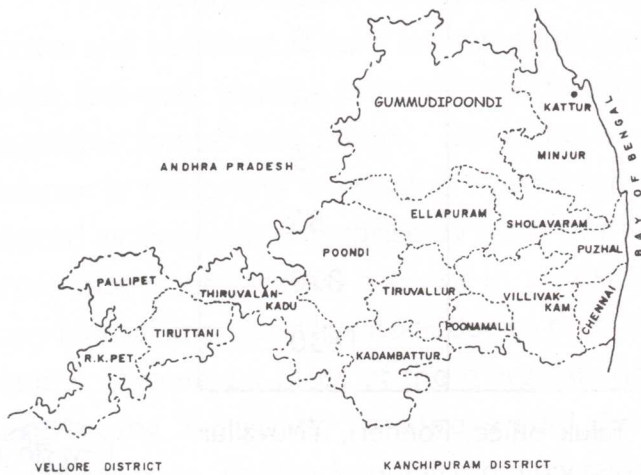 GUMMUDIPOONDI
KATTUR
MINJUR
BAY OF BENGAL
ANDHRA PRADESH
ELLAPURAM
SHOLAVARAM
POONDI
PUZHAL
PALLIPET
THIRUVALAN-
KADU
TIRUVALLUR
VILLIVAK-
KAM
CHENNAI
TIRUTTANI
POONAMALLI
R.K.PET
KADAMBATTUR
VELLORE DISTRICT
KANCHIPURAM DISTRICT